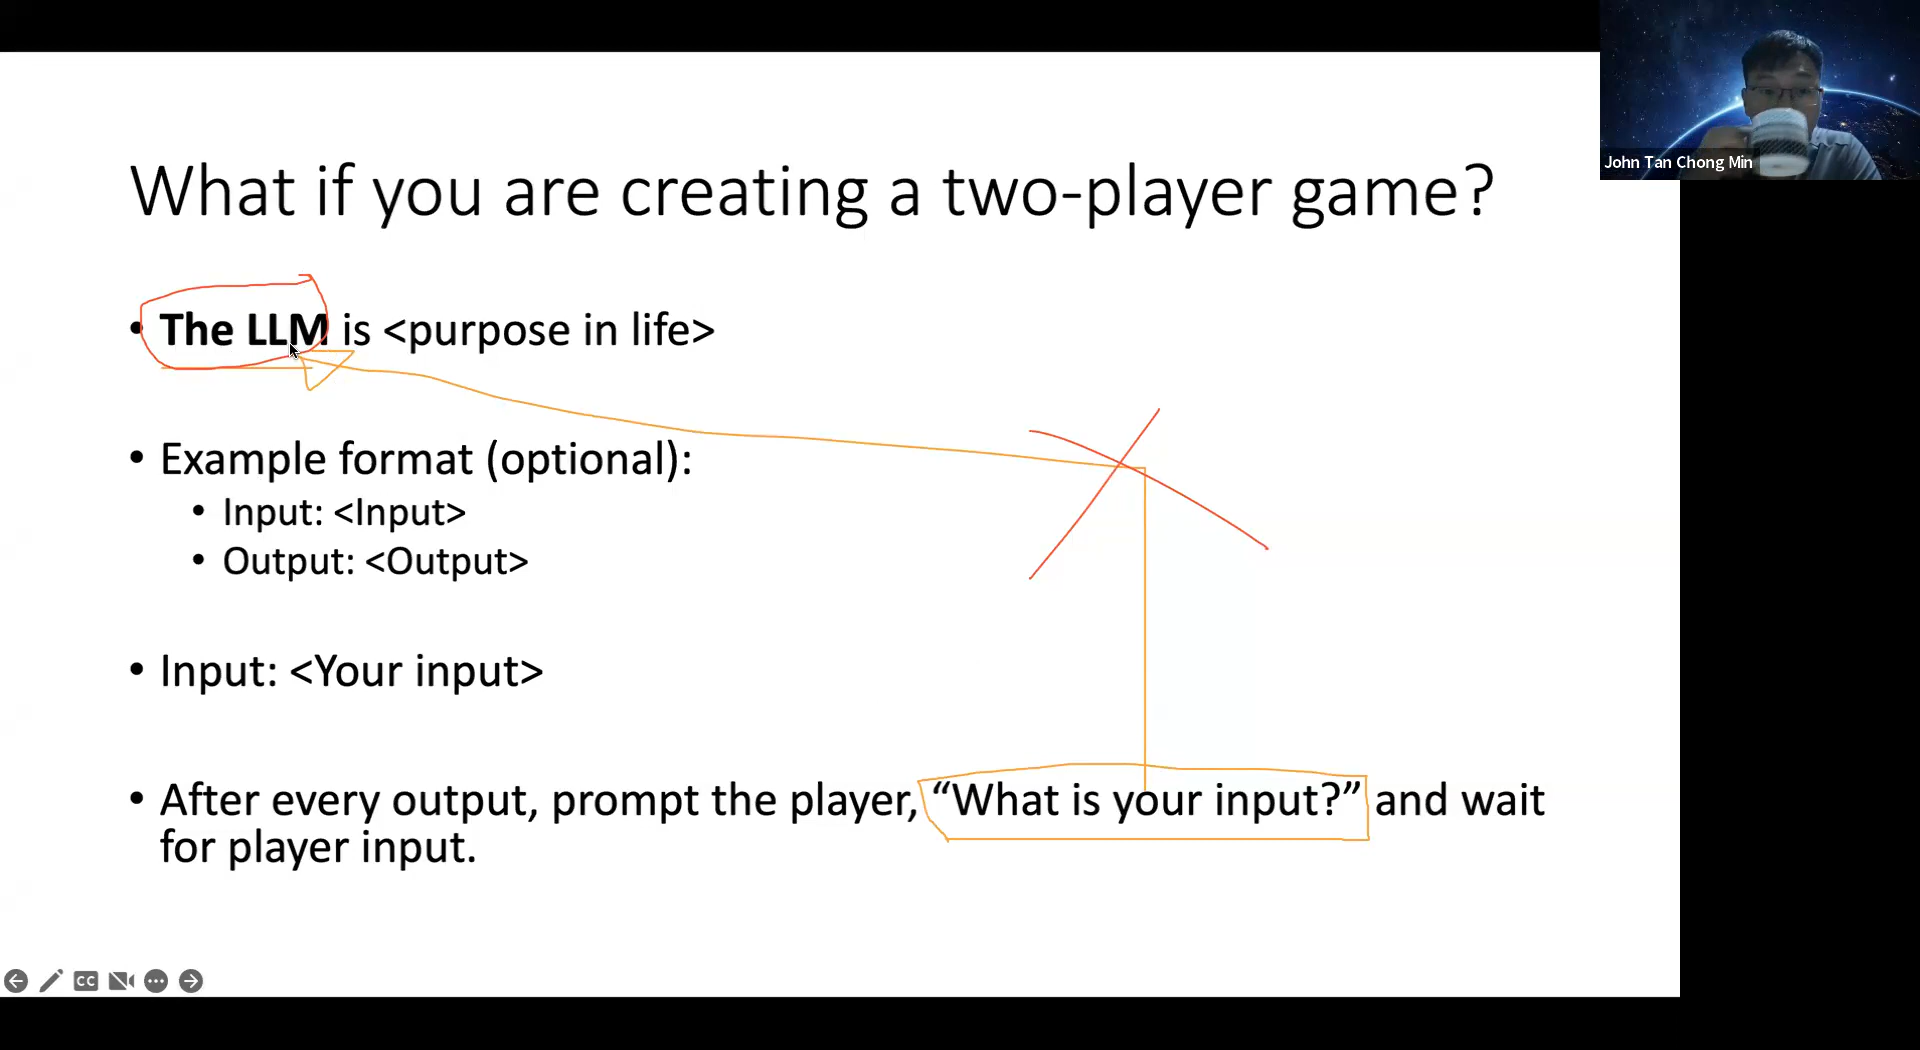 What if you are creating a two-player game?
• The LLM is <purpose in life>
• Example format (optional):
• Input: <Input>
• Output: <Output>
• Input: <Your input>
• After every output, prompt the player, “What is your input?” and wait
for player input.
John Tan Chong Min
CC